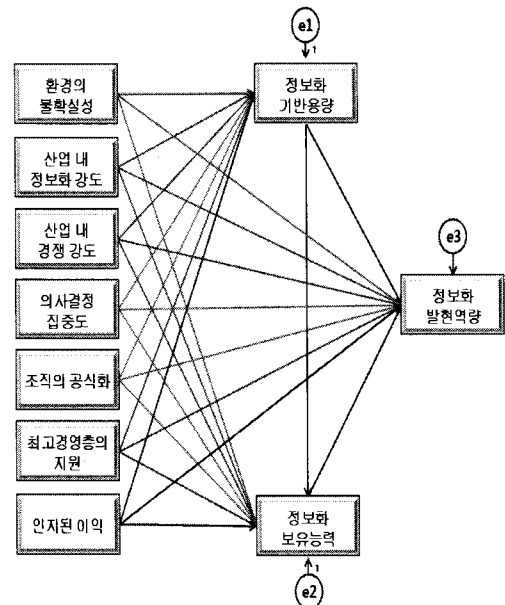 e1
1
환경의
불확실성
정보화
기반용량
산업 내
정보화 강도
산업 내
경쟁 강도
e3
의사결정
집중도
정보화
발현역량
조직의 공식화
최고경영층의
지원
인지된 이익
정보화
보유능력
1
e2